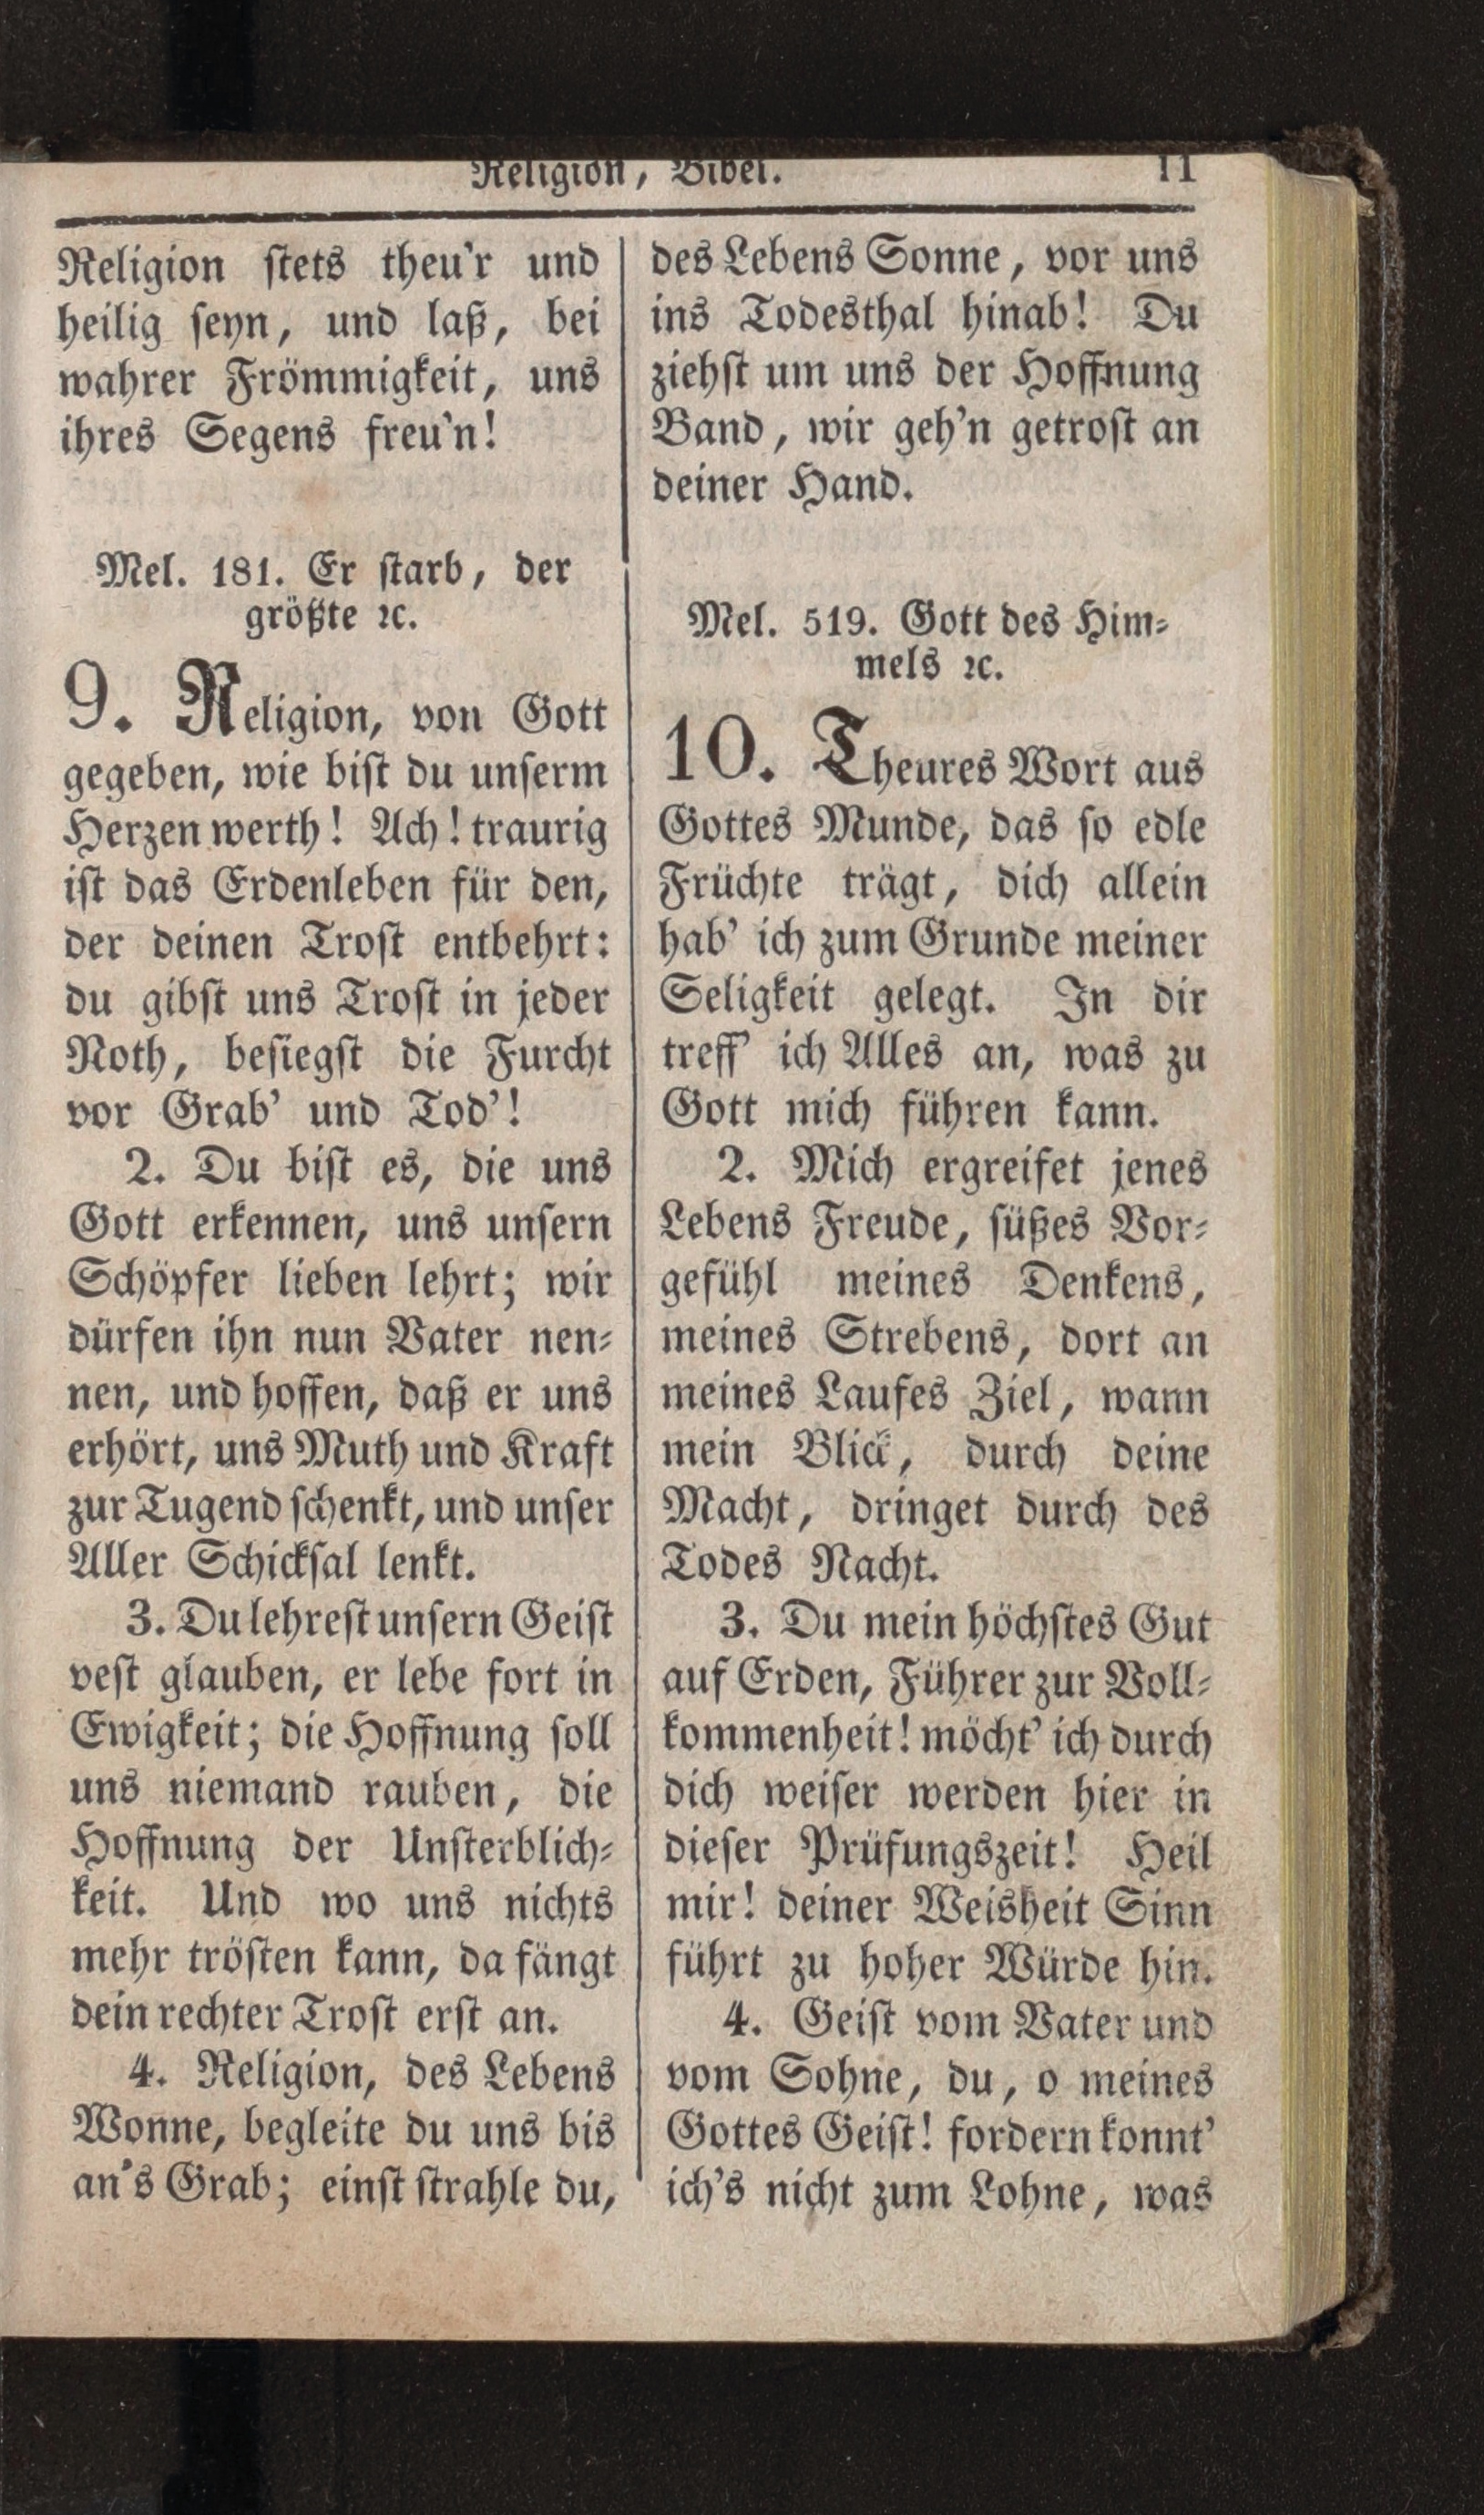 Religion, Bibel. 11
Religion ſtets theu'r und
heilig ſeyn, und laß, bei
wahrer Frömmigkeit, uns
ihres Segens freu'n!
Mel. 181. Er ſtarb, der
größte ꝛc.
9. Religion, von Gott
gegeben, wie biſt du unſerm
Herzen werth! Ach! traurig
iſt das Erdenleben für den,
der deinen Troſt entbehrt:
du gibſt uns Troſt in jeder
Noth, beſiegſt die Furcht
vor Grab' und Tod'!
2. Du biſt es, die uns
Gott erkennen, uns unſern
Schöpfer lieben lehrt; wir
dürfen ihn nun Vater nen⸗
nen, und hoffen, daß er uns
erhört, uns Muth und Kraft
zur Tugend ſchenkt, und unſer
Aller Schickſal lenkt.
3. Du lehreſt unſern Geiſt
veſt glauben, er lebe fort in
Ewigkeit; die Hoffnung ſoll
uns niemand rauben, die
Hoffnung der Unſterblich⸗
keit. Und wo uns nichts
mehr tröſten kann, da fängt
dein rechter Troſt erſt an.
4. Religion, des Lebens
Wonne, begleite du uns bis
an's Grab; einſt ſtrahle du,
des Lebens Sonne, vor uns
ins Todesthal hinab! Du
ziehſt um uns der Hoffnung
Band, wir geh'n getroſt an
deiner Hand.
Mel. 519. Gott des Him⸗
mels ꝛc.
10. Theures Wort aus
Gottes Munde, das ſo edle
Früchte trägt, dich allein
hab' ich zum Grunde meiner
Seligkeit gelegt. In dir
treff' ich Alles an, was zu
Gott mich führen kann.
2. Mich ergreifet jenes
Lebens Freude, ſüßes Vor⸗
gefühl meines Denkens,
meines Strebens, dort an
meines Laufes Ziel, wann
mein Blick, durch deine
Macht, dringet durch des
Todes Nacht.
3. Du mein höchſtes Gut
auf Erden, Führer zur Voll⸗
kommenheit! möcht' ich durch
dich weiſer werden hier in
dieſer Prüfungszeit! Heil
mir! deiner Weisheit Sinn
führt zu hoher Würde hin.
4. Geiſt vom Vater und
vom Sohne, du, o meines
Gottes Geiſt! fordern konnt'
ich's nicht zum Lohne, was